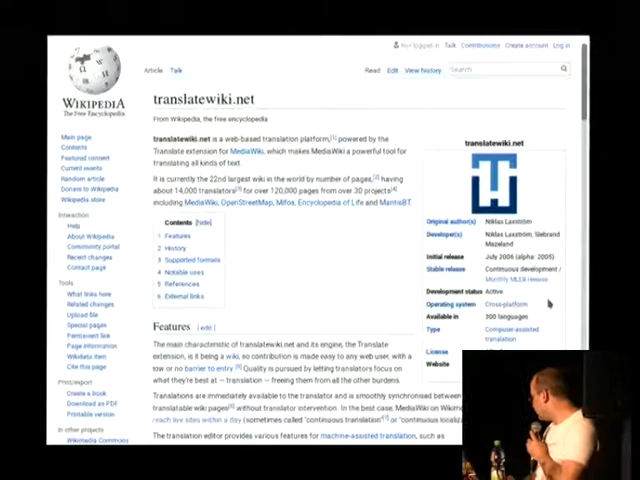 Not logged in Talk Contributions Create account Log in
Article Talk
Read Edit View history Search
WIKIPEDIA
The Free Encyclopedia
translatewiki.net
From Wikipedia, the free encyclopedia
translatewiki.net is a web-based translation platform,[1] powered by the
Translate extension for MediaWiki, which makes MediaWiki a powerful tool for
translating all kinds of text.
It is currently the 22nd largest wiki in the world by number of pages,[2] having
about 14,000 translators[3] for over 120,000 pages from over 30 projects[4]
including MediaWiki, OpenStreetMap, Mifos, Encyclopedia of Life and MantisBT.
Contents [hide]
1 Features
2 History
3 Supported formats
4 Notable uses
5 References
6 External links
Features [edit]
The main characteristic of translatewiki.net and its engine, the Translate
extension, is it being a wiki, so contribution is made easy to any web user, with a
low or no barrier to entry. Quality is pursued by letting translators focus on
what they're best at — translation — freeing them from all the other burdens.
Translations are immediately available to the translator and is smoothly synchronised between
translatable wiki pages without translator intervention. In the best case, MediaWiki on
reach live sites within a day (sometimes called "continuous translation" or "continuous
The translation editor provides various features for machine-assisted translation, such as
translatewiki.net
Original author(s) Niklas Laxström
Developer(s) Niklas Laxström, Siebrand
Mazeland
Initial release July 2006 (alpha: 2005)
Stable release Continuous development /
Monthly MLEB release
Development status Active
Operating system Cross-platform
Available in 300 languages
Type Computer-assisted
translation
License
Website
Main page
Contents
Featured content
Current events
Random article
Donate to Wikipedia
Wikipedia store
Interaction
Help
About Wikipedia
Community portal
Recent changes
Contact page
Tools
What links here
Related changes
Upload file
Special pages
Permanent link
Page information
Wikidata item
Cite this page
Print/export
Create a book
Download as PDF
Printable version
In other projects
Wikimedia Commons